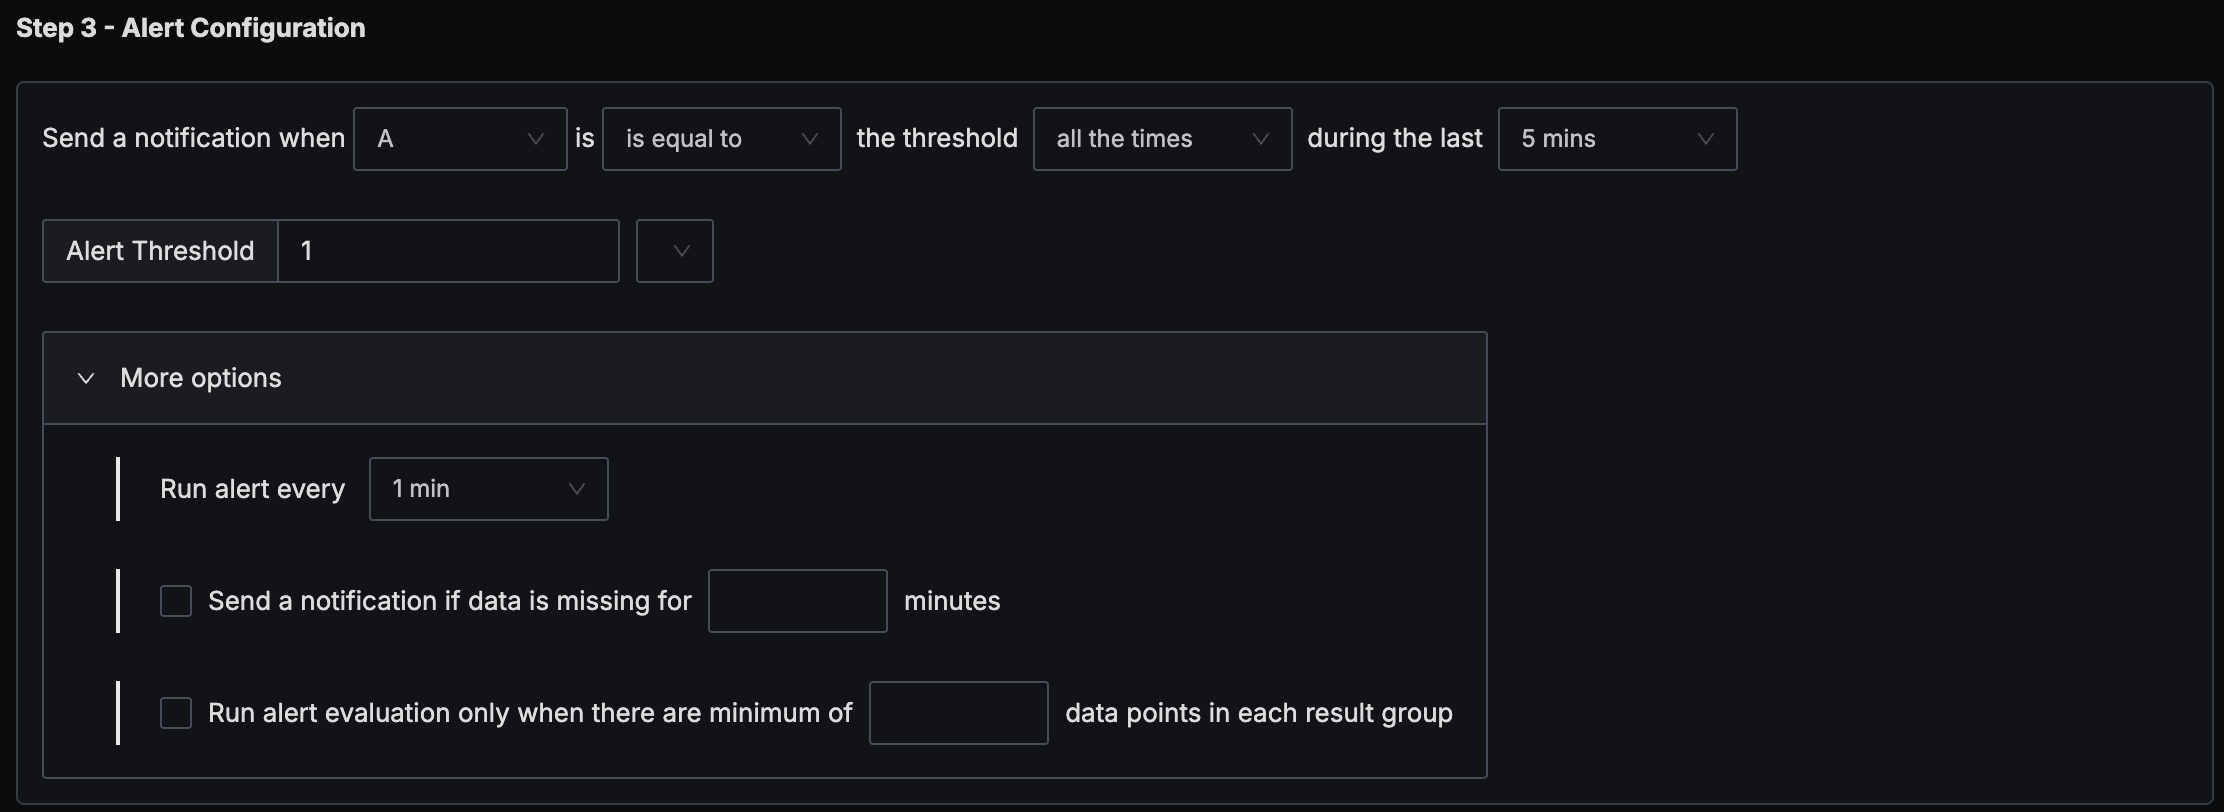 Step 3 - Alert Configuration
Send a notification when A is is equal to the threshold all the times during the last 5 mins
Alert Threshold 1
More options
Run alert every 1 min
Send a notification if data is missing for minutes
Run alert evaluation only when there are minimum of data points in each result group